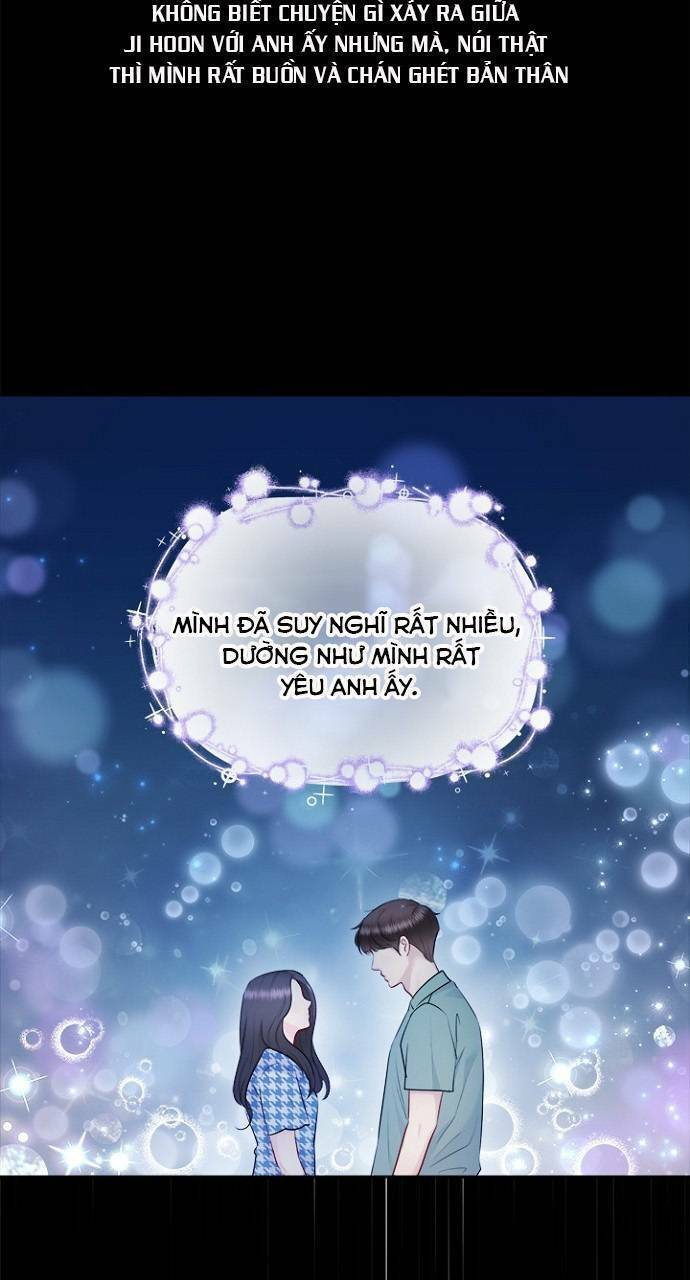 KHÔNG BIẾT CHUYỆN GÌ XẢY RA GIỮA
JI HOON VỚI ANH ẤY NHƯNG MÀ, NÓI THẬT
THÌ MÌNH RẤT BUỒN VÀ CHÁN GHÉT BẢN THÂN
MÌNH ĐÃ SUY NGHĨ RẤT NHIỀU,
DƯỜNG NHƯ MÌNH RẤT
YÊU ANH ẤY.